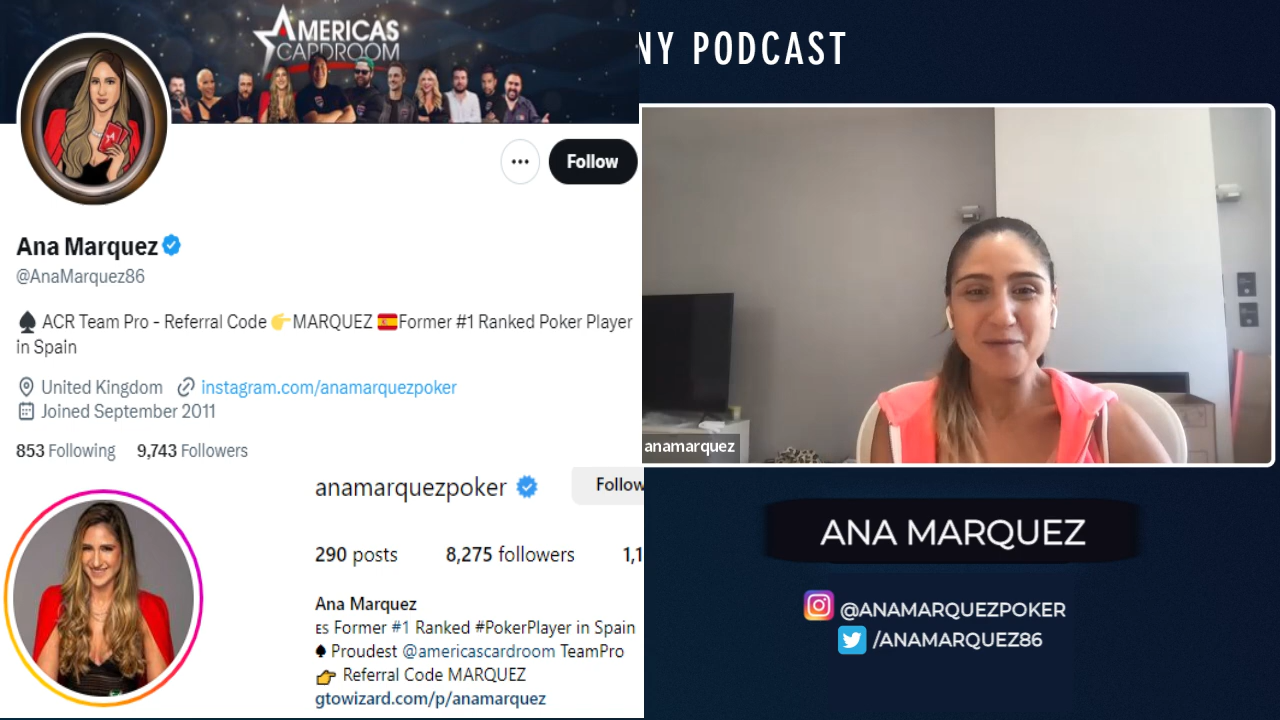 AMERICAS
CARDROOM
Follow
Ana Marquez
@AnaMarquez86
♠ ACR Team Pro - Referral Code 👉MARQUEZ 🇪🇸Former #1 Ranked Poker Player
in Spain
United Kingdom instagram.com/anamarquezpoker
Joined September 2011
853 Following 9,743 Followers
anamarquezpoker Follow
290 posts 8,275 followers 1,1
Ana Marquez
ES Former #1 Ranked #PokerPlayer in Spain
♠ Proudest @americascardroom TeamPro
👉 Referral Code MARQUEZ
gtowizard.com/p/anamarquez
NY PODCAST
anamarquez
ANA MARQUEZ
@ANAMARQUEZPOKER
/ANAMARQUEZ86